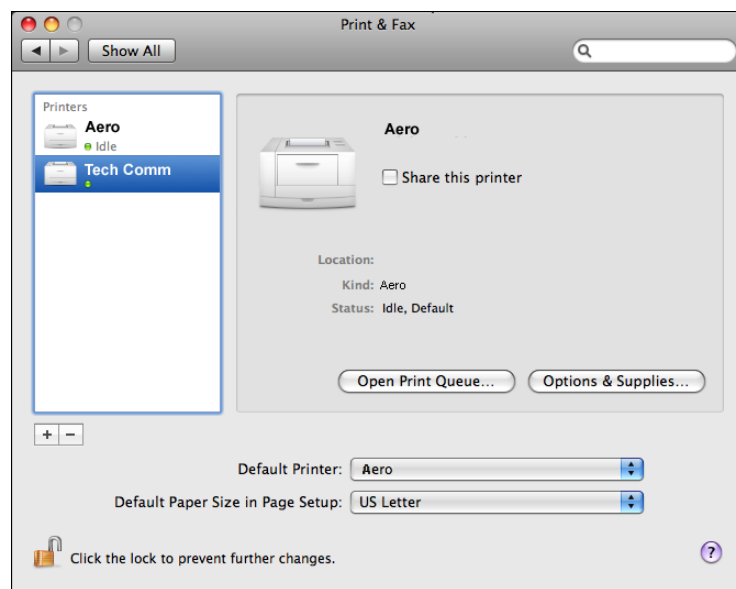 Print & Fax
Show All
Printers
Aero
Idle
Tech Comm
Aero
Share this printer
Location:
Kind: Aero
Status: Idle, Default
Open Print Queue...
Options & Supplies...
+ −
Default Printer: Aero
Default Paper Size in Page Setup: US Letter
Click the lock to prevent further changes.
?